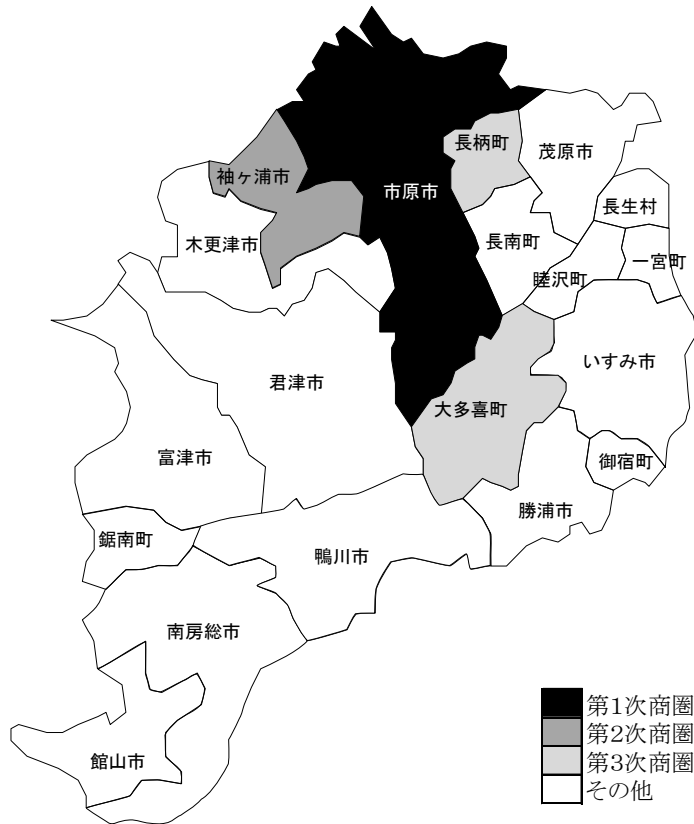 長柄町
茂原市
袖ヶ浦市
市原市
長生村
木更津市
長南町
一宮町
睦沢町
いすみ市
君津市
大多喜町
富津市
御宿町
勝浦市
鋸南町
鴨川市
南房総市
館山市
第1次商圏
第2次商圏
第3次商圏
その他